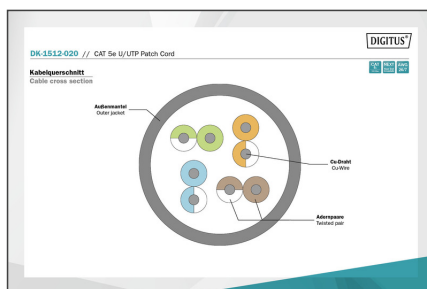 DIGITUS®
DK-1512-020 // CAT 5e U/UTP Patch Cord
Kabelquerschnitt
Cable cross section
Außenmantel
Outer jacket
Cu-Draht
Cu-Wire
Adernpaare
Twisted pair